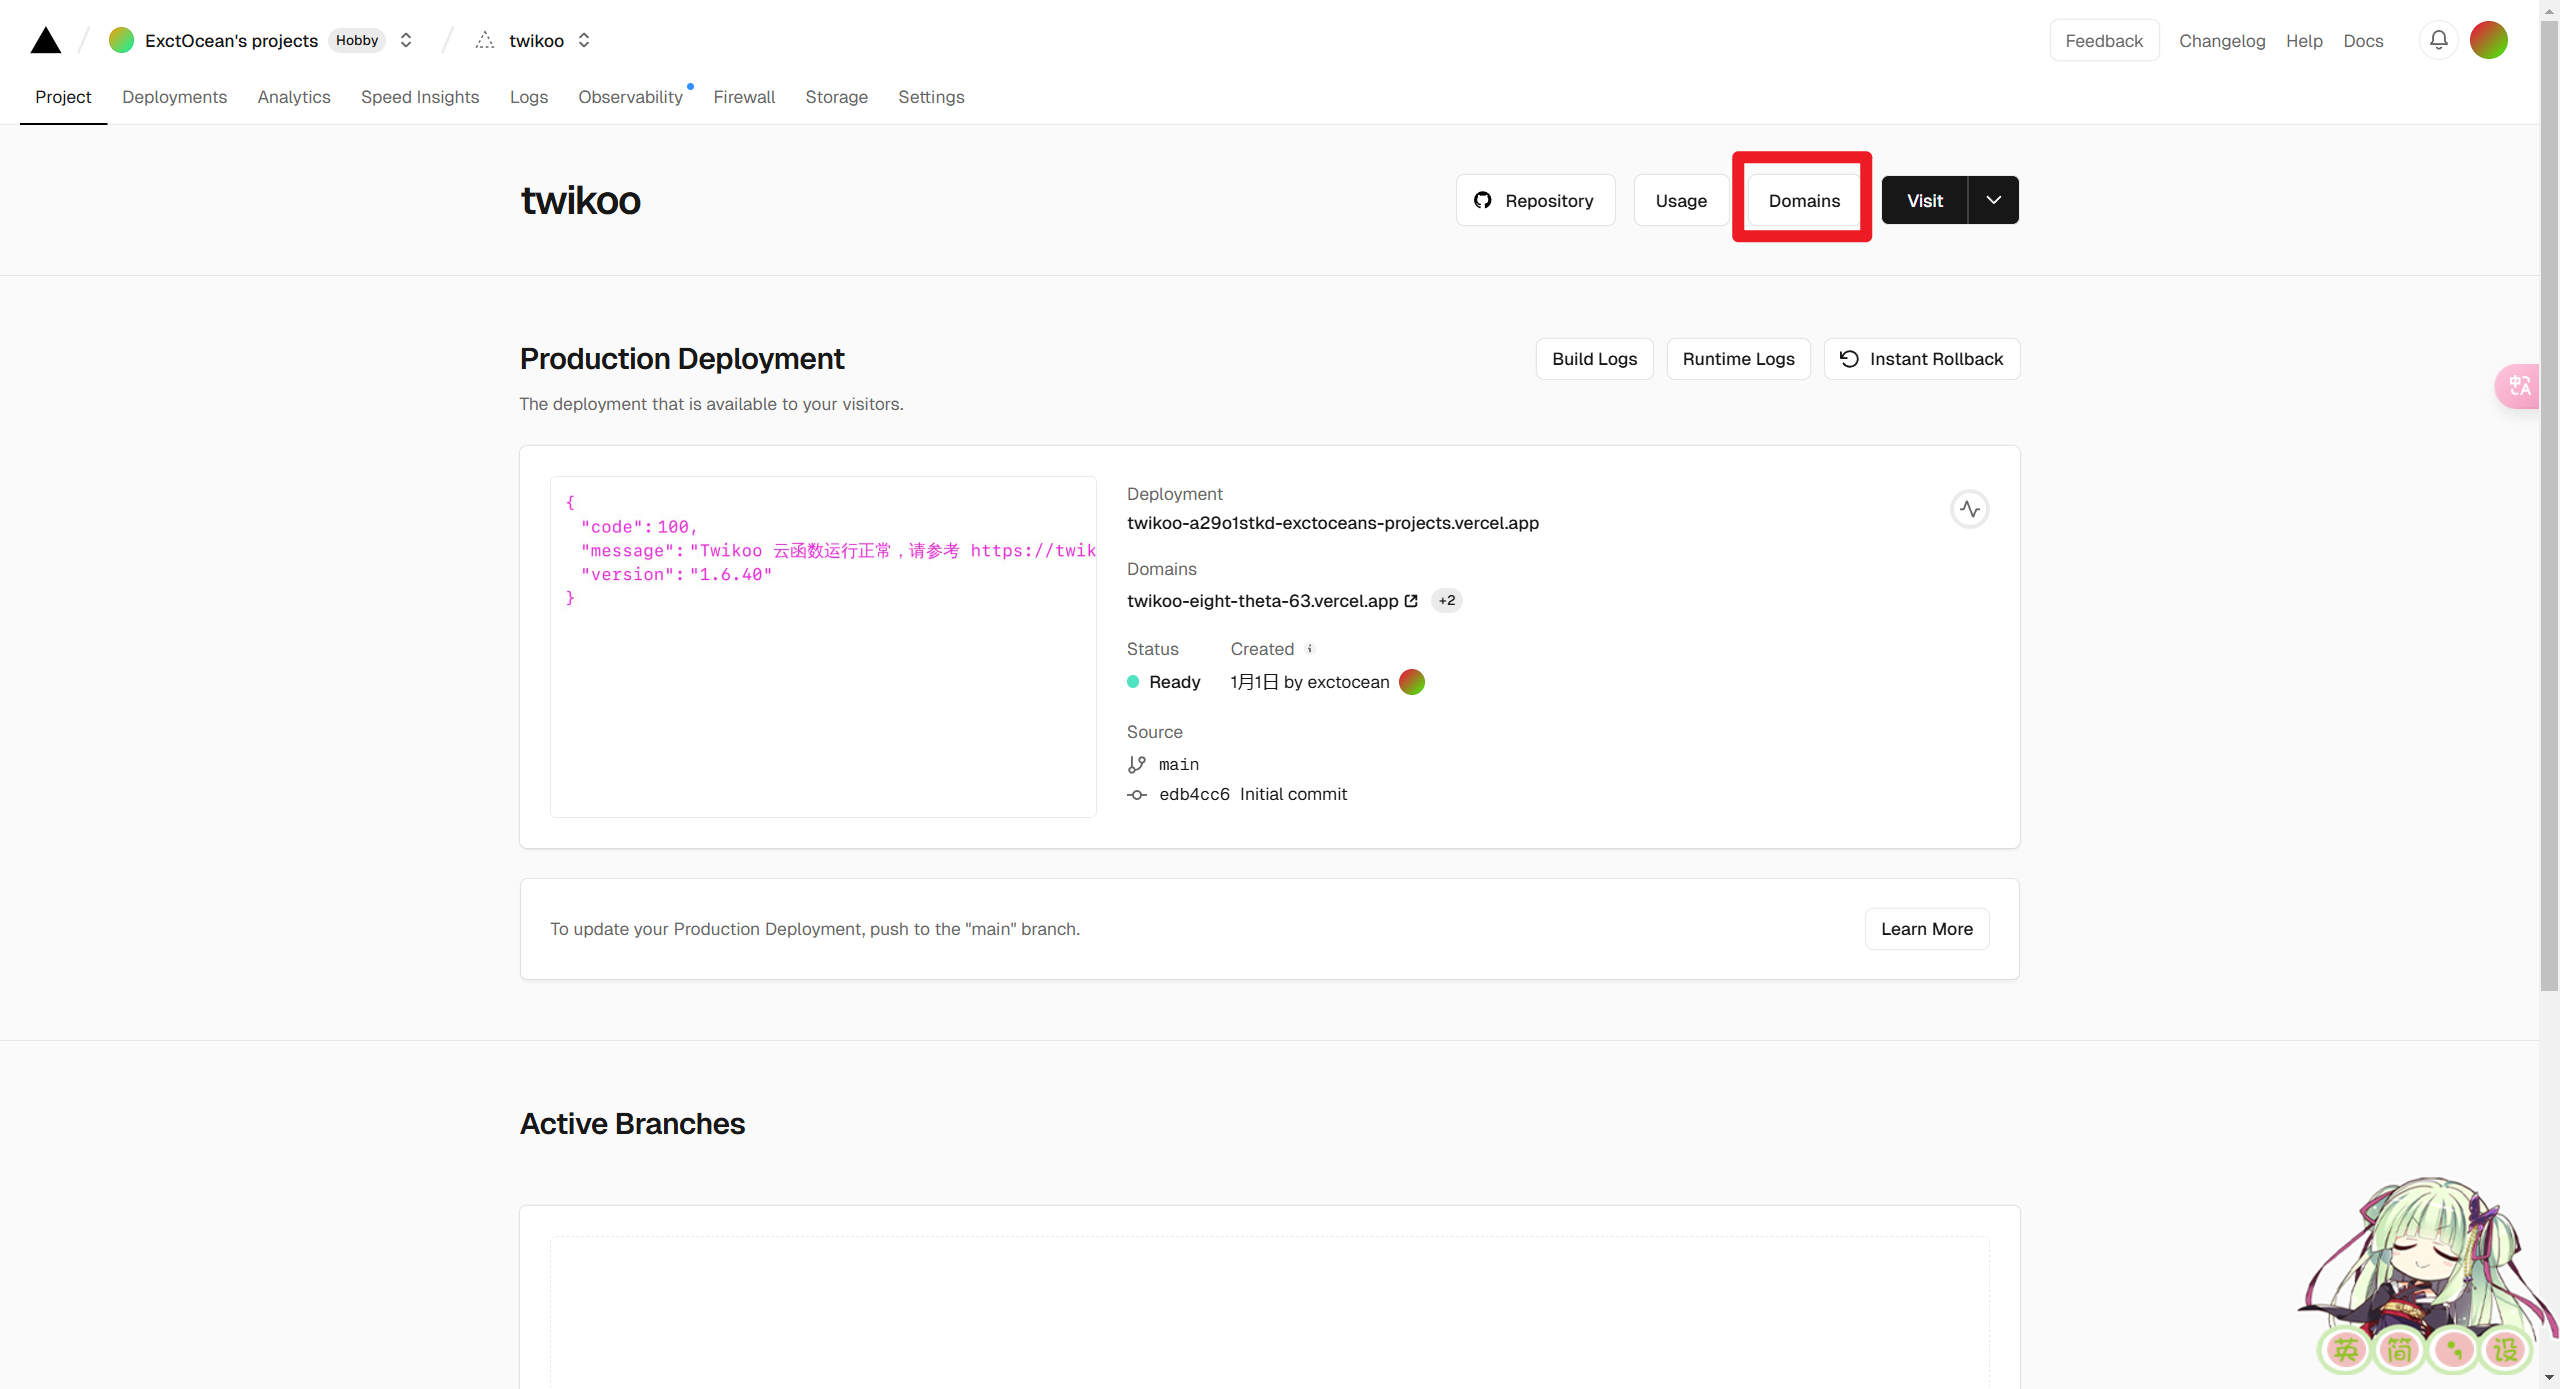 ExctOcean's projects Hobby twikoo Feedback Changelog Help Docs
Project Deployments Analytics Speed Insights Logs Observability Firewall Storage Settings
twikoo Repository Usage Domains Visit
Production Deployment Build Logs Runtime Logs Instant Rollback
The deployment that is available to your visitors.
{
"code": 100,
"message": "Twikoo 云函数运行正常，请参考 https://twik
"version": "1.6.40"
}
Deployment
twikoo-a29o1stkd-exctoceans-projects.vercel.app
Domains
twikoo-eight-theta-63.vercel.app +2
Status Created
Ready 1月1日 by exctocean
Source
main
edb4cc6 Initial commit
To update your Production Deployment, push to the "main" branch. Learn More
Active Branches
英 简 设